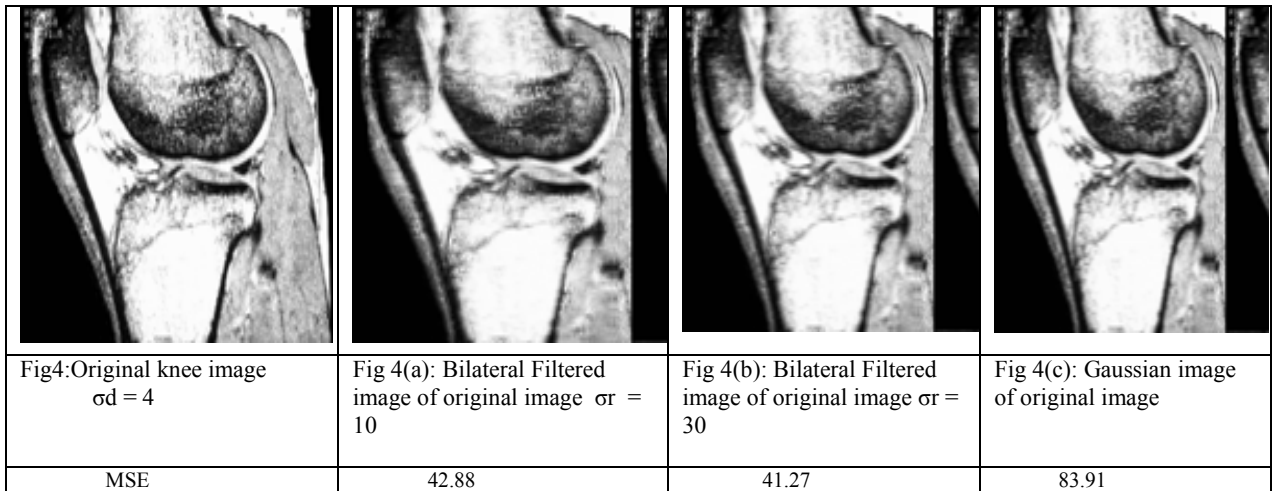 Fig4:Original knee image
σd = 4
Fig 4(a): Bilateral Filtered
image of original image σr =
10
Fig 4(b): Bilateral Filtered
image of original image σr =
30
Fig 4(c): Gaussian image
of original image
MSE
42.88
41.27
83.91